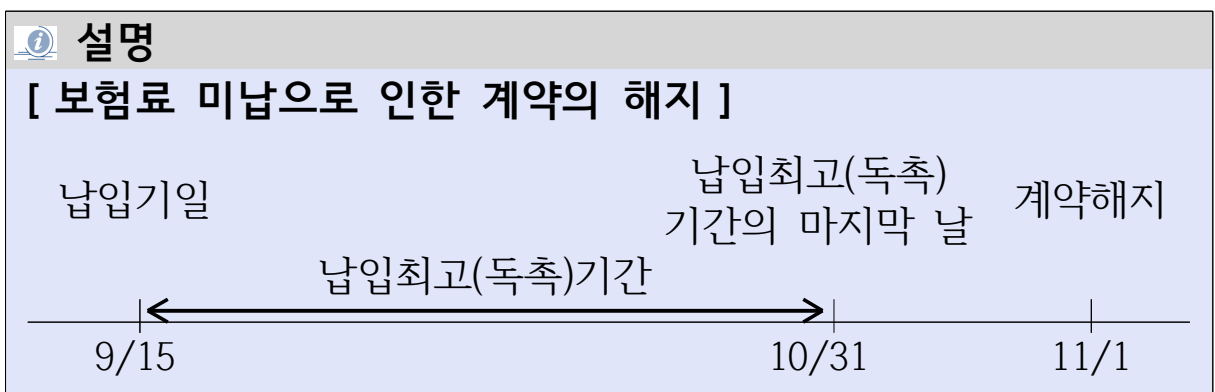 설명
[ 보험료 미납으로 인한 계약의 해지 ]
납입기일
납입최고(독촉)
기간의 마지막 날
계약해지
납입최고(독촉)기간
9/15
10/31
11/1